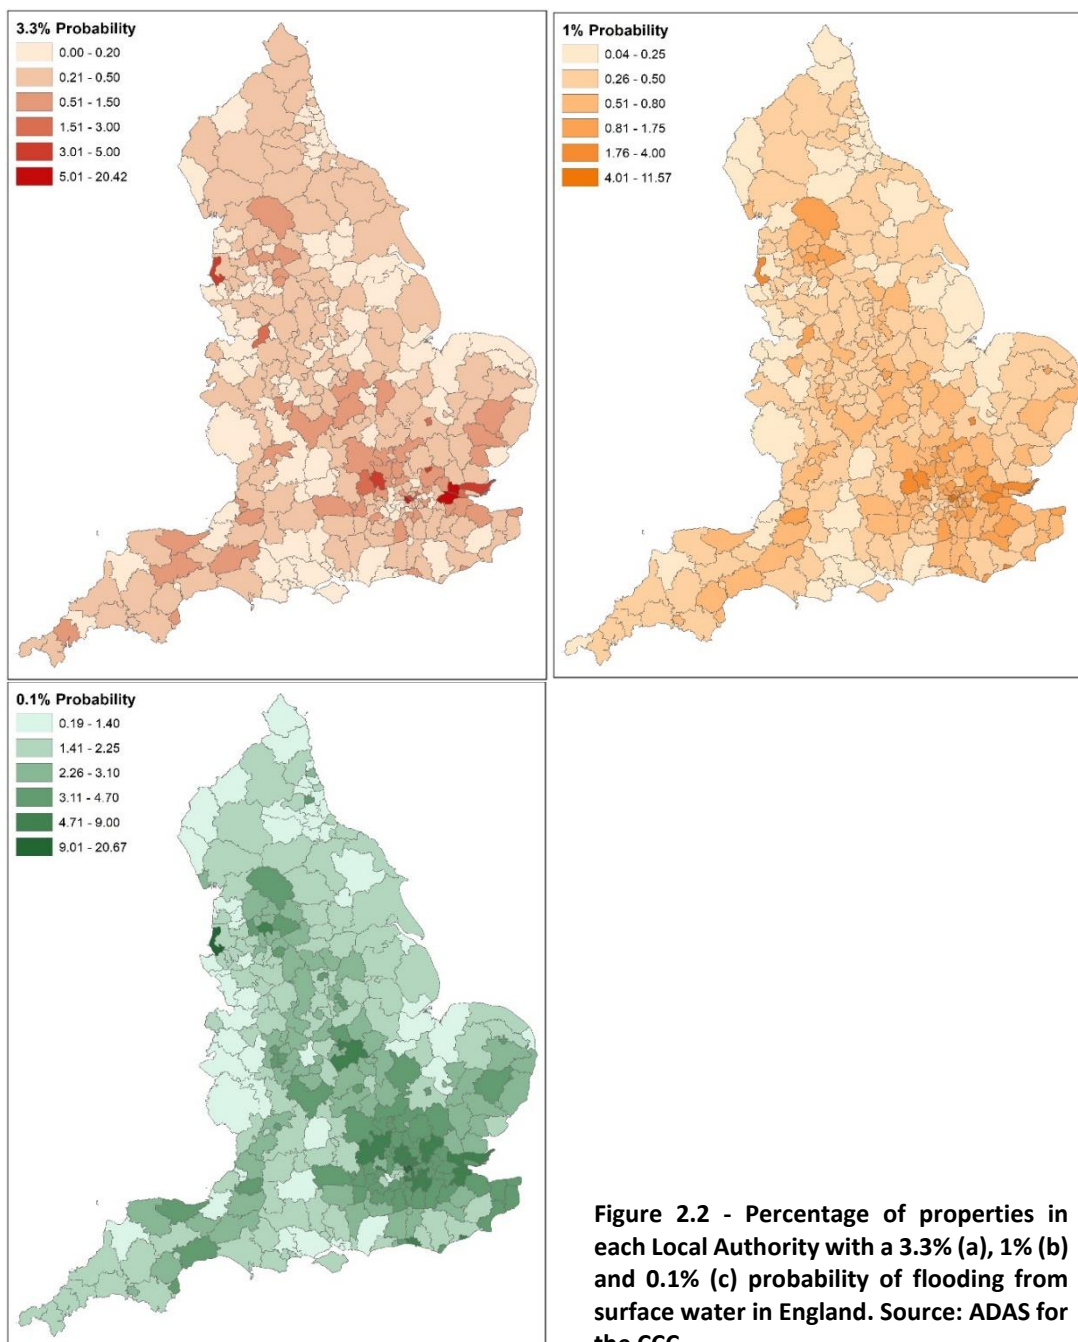 3.3% Probability
0.00 - 0.20
0.21 - 0.50
0.51 - 1.50
1.51 - 3.00
3.01 - 5.00
5.01 - 20.42
1% Probability
0.04 - 0.25
0.26 - 0.50
0.51 - 0.80
0.81 - 1.75
1.76 - 4.00
4.01 - 11.57
0.1% Probability
0.19 - 1.40
1.41 - 2.25
2.26 - 3.10
3.11 - 4.70
4.71 - 9.00
9.01 - 20.67
Figure 2.2 - Percentage of properties in
each Local Authority with a 3.3% (a), 1% (b)
and 0.1% (c) probability of flooding from
surface water in England. Source: ADAS for
the CCC